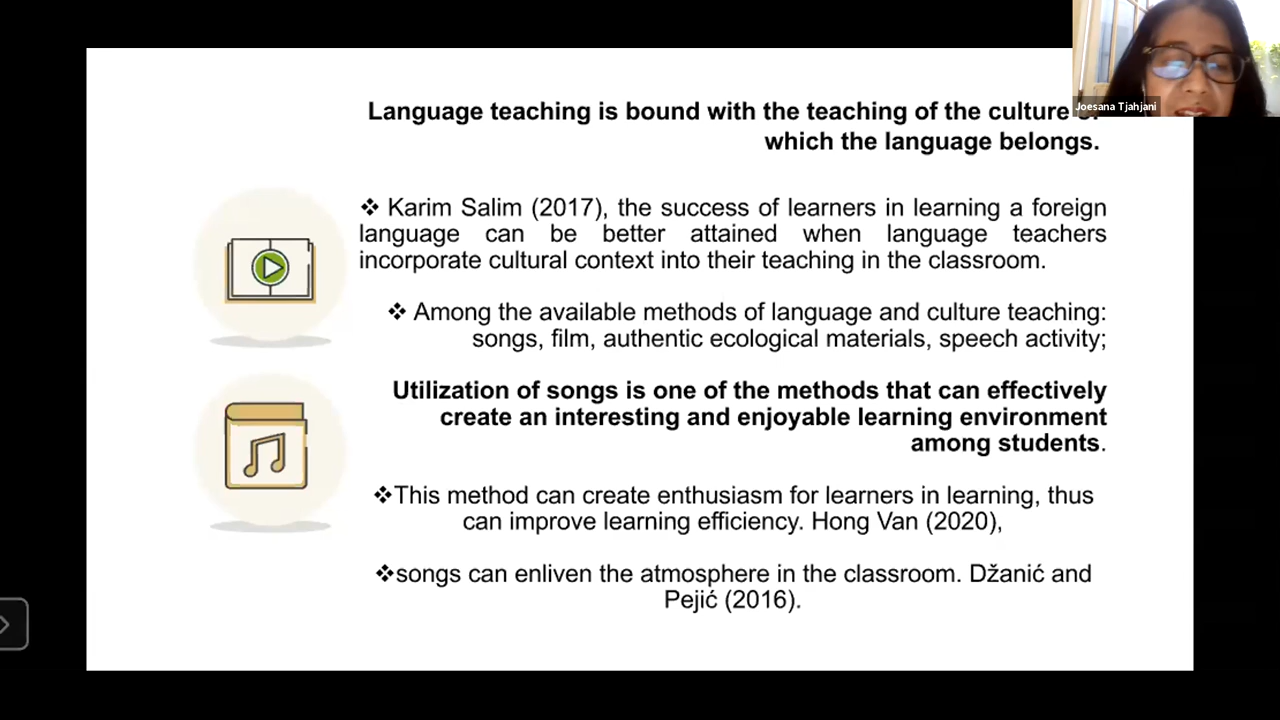 Joesana Tjahjani
Language teaching is bound with the teaching of the culture of
which the language belongs.
❖ Karim Salim (2017), the success of learners in learning a foreign
language can be better attained when language teachers
incorporate cultural context into their teaching in the classroom.
❖ Among the available methods of language and culture teaching:
songs, film, authentic ecological materials, speech activity;
Utilization of songs is one of the methods that can effectively
create an interesting and enjoyable learning environment
among students.
❖This method can create enthusiasm for learners in learning, thus
can improve learning efficiency. Hong Van (2020),
❖songs can enliven the atmosphere in the classroom. Džanić and
Pejić (2016).